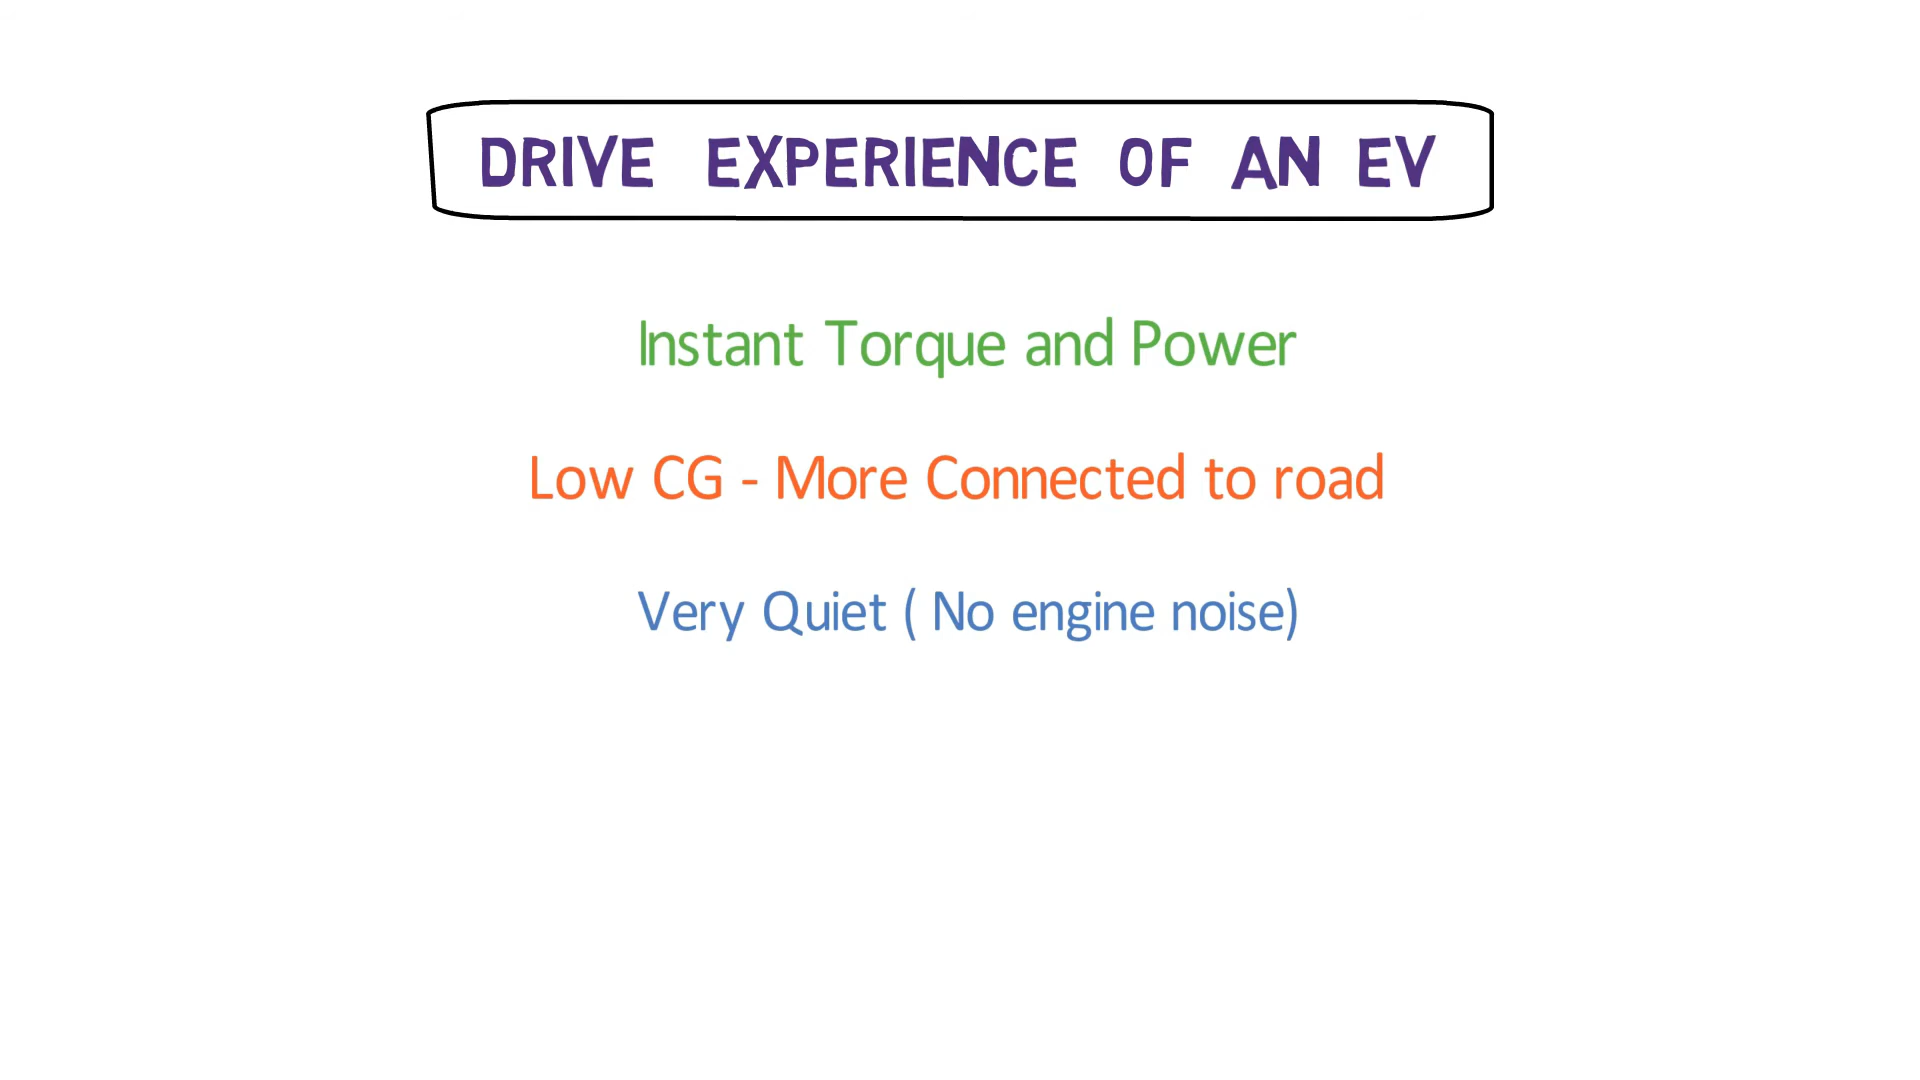 DRIVE EXPERIENCE OF AN EV
Instant Torque and Power
Low CG - More Connected to road
Very Quiet ( No engine noise)